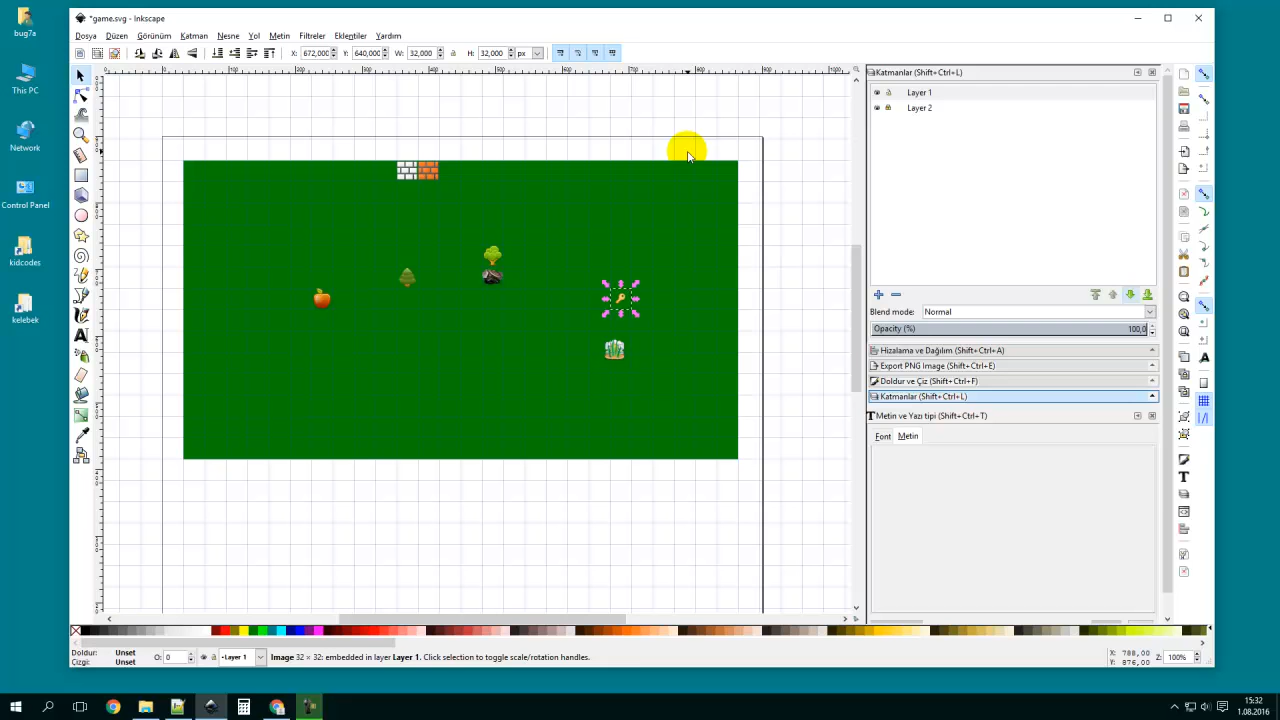 *game.svg - Inkscape
Dosya Düzen Görünüm Katman Nesne Yol Metin Filtreler Eklentiler Yardım
X: 672,000 Y: 640,000 W: 32,000 H: 32,000 px
bug7a
This PC
Network
Control Panel
kidcodes
kelebek
Katmanlar (Shift+Ctrl+L)
Layer 1
Layer 2
Blend mode: Normal
Opacity (%) 100,0
Hizalama ve Dağılım (Shift+Ctrl+A)
Export PNG Image (Shift+Ctrl+E)
Doldur ve Çiz (Shift+Ctrl+F)
Katmanlar (Shift+Ctrl+L)
Metin ve Yazı tipi (Shift+Ctrl+T)
Font Metin
Doldur: Unset
Çizgi: Unset
O: 0
Layer 1
Image 32 × 32: embedded in layer Layer 1. Click selection to toggle scale/rotation handles.
X: 788,00
Y: 876,00
Z: 100%
15:32
1.08.2016